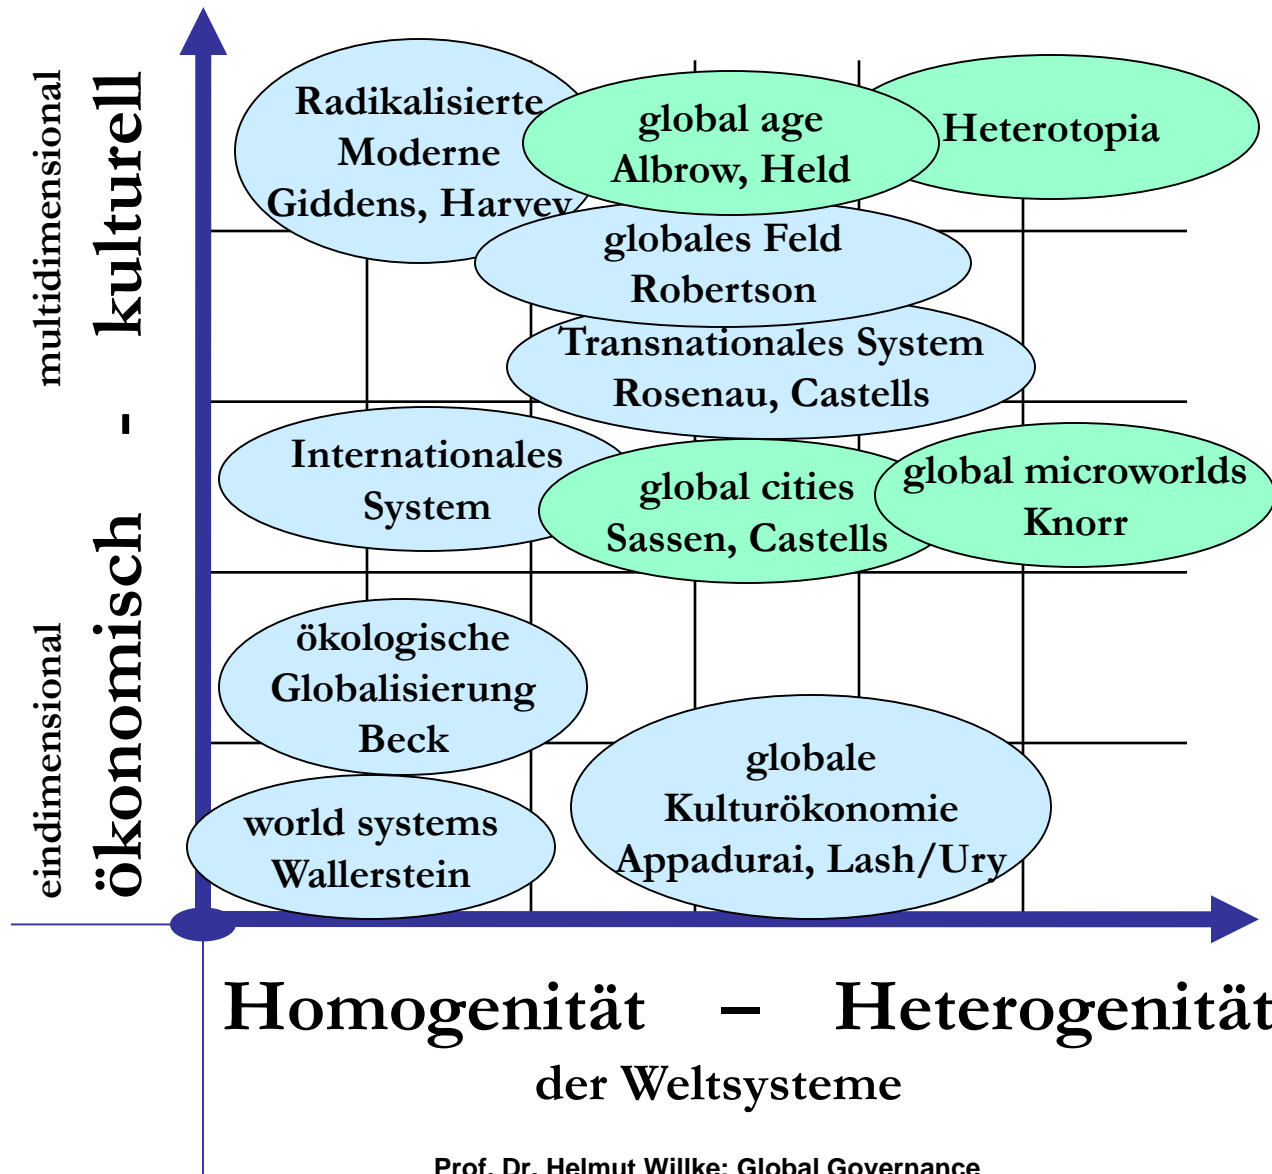 multidimensional
eindimensional
ökonomisch - kulturell
Radikalisierte
Moderne
Giddens, Harvey
global age
Albrow, Held
Heterotopia
globales Feld
Robertson
Transnationales System
Rosenau, Castells
Internationales
System
global cities
Sassen, Castells
global microworlds
Knorr
ökologische
Globalisierung
Beck
globale
Kulturökonomie
Appadurai, Lash/Ury
world systems
Wallerstein
Homogenität – Heterogenität
der Weltsysteme
Prof. Dr. Helmut Willke: Global Governance